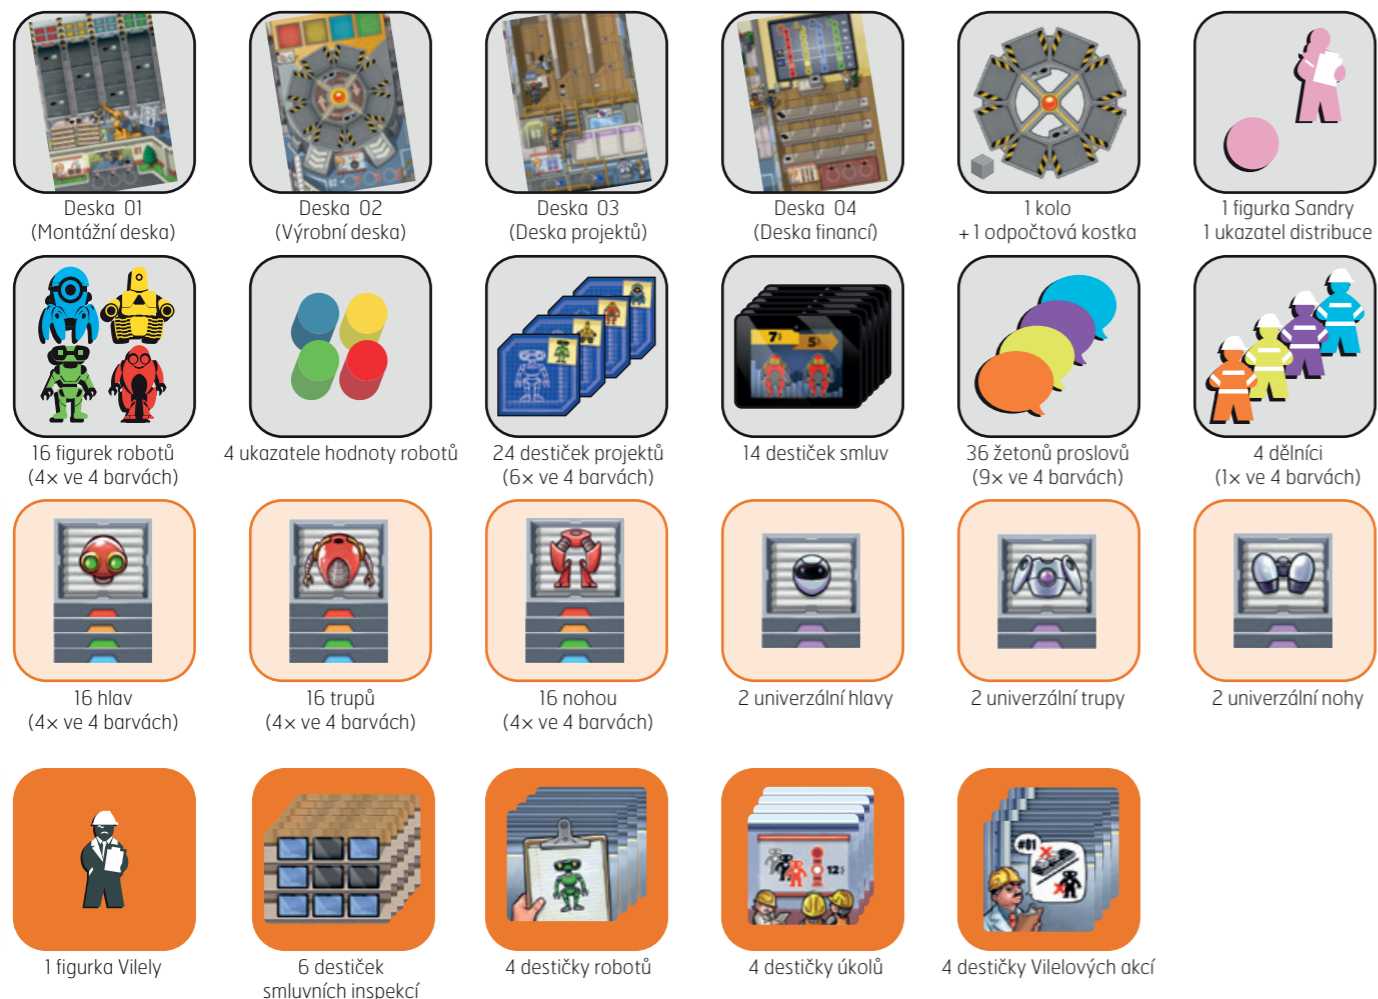 Deska 01
(Montážní deska)
Deska 02
(Výrobní deska)
Deska 03
(Deska projektů)
Deska 04
(Deska financí)
1 kolo
+ 1 odpočtová kostka
1 figurka Sandry
1 ukazatel distribuce
7
5
16 figurek robotů
(4× ve 4 barvách)
4 ukazatele hodnoty robotů
24 destiček projektů
(6× ve 4 barvách)
14 destiček smluv
36 žetonů proslovů
(9× ve 4 barvách)
4 dělníci
(1× ve 4 barvách)
16 hlav
(4× ve 4 barvách)
16 trupů
(4× ve 4 barvách)
16 nohou
(4× ve 4 barvách)
2 univerzální hlavy
2 univerzální trupy
2 univerzální nohy
12
#01
1 figurka Vilely
6 destiček
smluvních inspekcí
4 destičky robotů
4 destičky úkolů
4 destičky Vilelových akcí